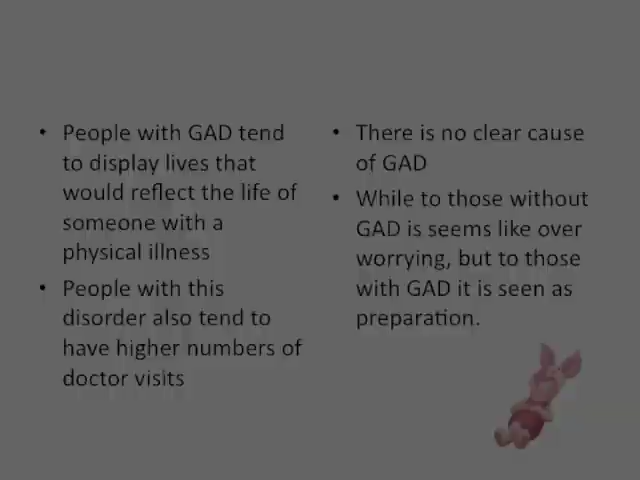 • People with GAD tend
to display lives that
would reflect the life of
someone with a
physical illness
• People with this
disorder also tend to
have higher numbers of
doctor visits
• There is no clear cause
of GAD
• While to those without
GAD is seems like over
worrying, but to those
with GAD it is seen as
preparation.